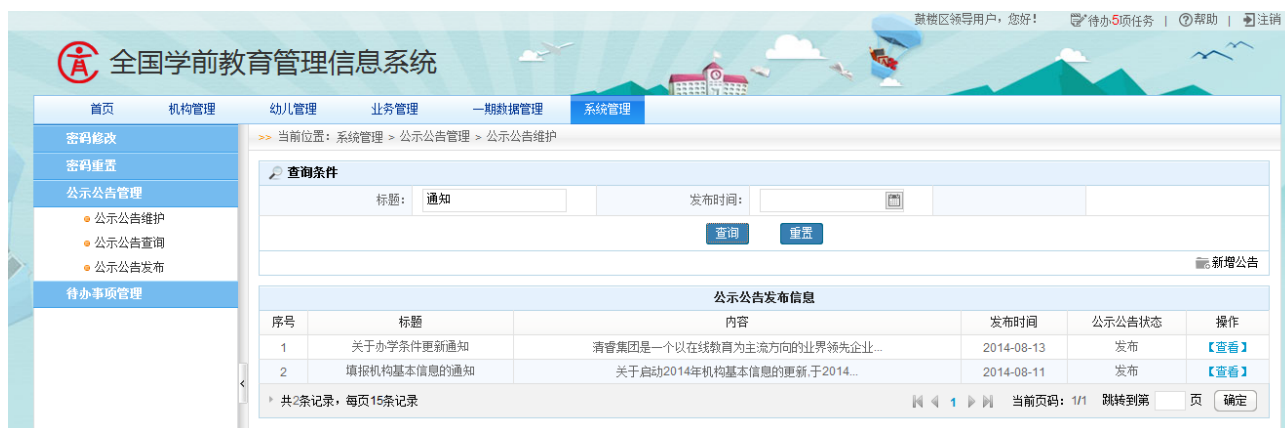 鼓楼区领导用户，您好！ 待办5项任务 | 帮助 | 注销
全国学前教育管理信息系统
首页 机构管理 幼儿管理 业务管理 一期数据管理 系统管理
密码修改
>> 当前位置：系统管理 > 公示公告管理 > 公示公告维护
密码重置
查询条件
公示公告管理
标题： 通知 发布时间：
公示公告维护
查询 重置
公示公告查询
公示公告发布
新增公告
待办事项管理
公示公告发布信息
序号 标题 内容 发布时间 公示公告状态 操作
1 关于办学条件更新通知 清睿集团是一个以在线教育为主流方向的业界领先企业... 2014-08-13 发布 【查看】
2 填报机构基本信息的通知 关于启动2014年机构基本信息的更新,于2014... 2014-08-11 发布 【查看】
共2条记录，每页15条记录 1 当前页码：1/1 跳转到第 页 确定